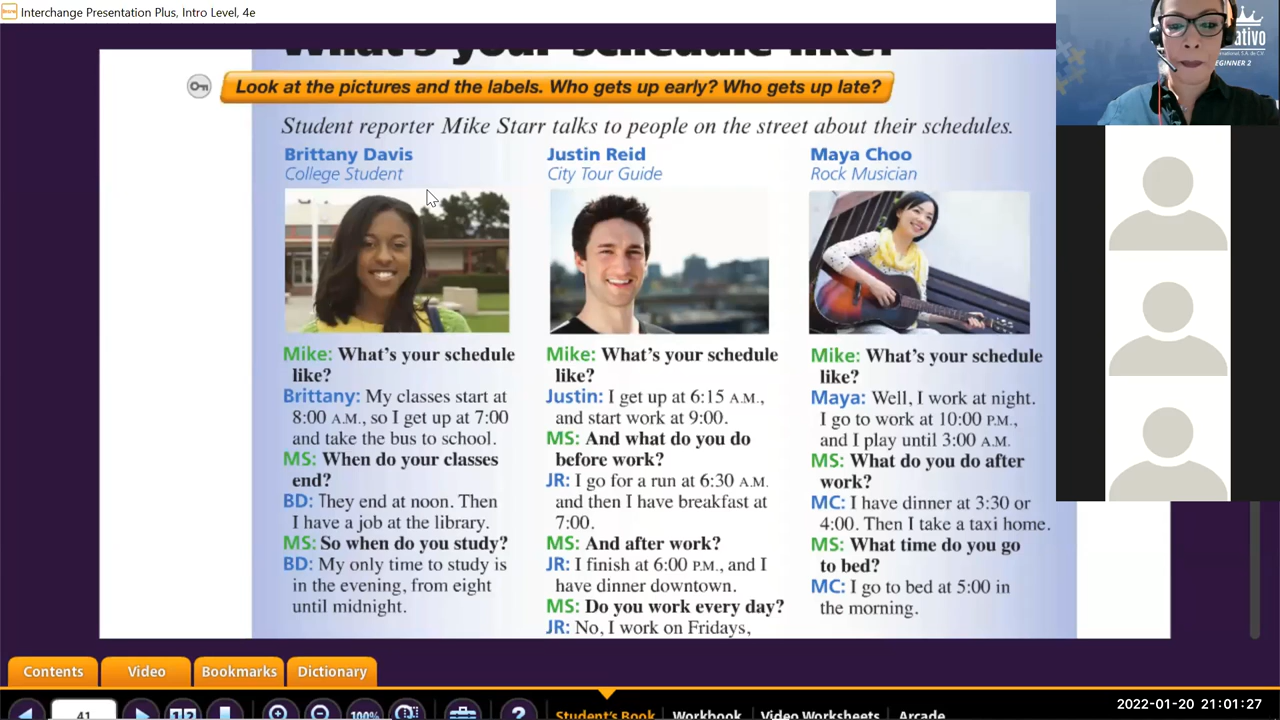 Interchange Presentation Plus, Intro Level, 4e
What's your schedule like?
Look at the pictures and the labels. Who gets up early? Who gets up late?
Student reporter Mike Starr talks to people on the street about their schedules.
Brittany Davis
College Student
Mike: What's your schedule
like?
Brittany: My classes start at
8:00 A.M., so I get up at 7:00
and take the bus to school.
MS: When do your classes
end?
BD: They end at noon. Then
I have a job at the library.
MS: So when do you study?
BD: My only time to study is
in the evening, from eight
until midnight.
Justin Reid
City Tour Guide
Mike: What's your schedule
like?
Justin: I get up at 6:15 A.M.,
and start work at 9:00.
MS: And what do you do
before work?
JR: I go for a run at 6:30 A.M.
and then I have breakfast at
7:00.
MS: And after work?
JR: I finish at 6:00 P.M., and I
have dinner downtown.
MS: Do you work every day?
JR: No, I work on Fridays,
Maya Choo
Rock Musician
Mike: What's your schedule
like?
Maya: Well, I work at night.
I go to work at 10:00 P.M.,
and I play until 3:00 A.M.
MS: What do you do after
work?
MC: I have dinner at 3:30 or
4:00. Then I take a taxi home.
MS: What time do you go
to bed?
MC: I go to bed at 5:00 in
the morning.
ativo
EGINNER 2
Contents Video Bookmarks Dictionary
41 1 2 100% ?
Student's Book Workbook Video Worksheets Arcade
2022-01-20 21:01:27